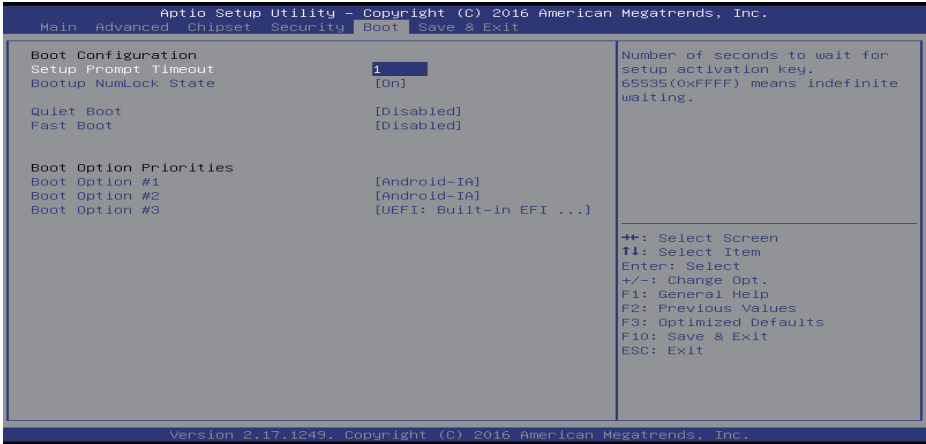 Aptio Setup Utility – Copyright (C) 2016 American Megatrends, Inc.
Main Advanced Chipset Security Boot Save & Exit
Boot Configuration
Setup Prompt Timeout 1
Bootup NumLock State [On]
Quiet Boot [Disabled]
Fast Boot [Disabled]
Boot Option Priorities
Boot Option #1 [Android-IA]
Boot Option #2 [Android-IA]
Boot Option #3 [UEFI: Built-in EFI ...]
Number of seconds to wait for
setup activation key.
65535(0xFFFF) means indefinite
waiting.
→←: Select Screen
↑↓: Select Item
Enter: Select
+/-: Change Opt.
F1: General Help
F2: Previous Values
F3: Optimized Defaults
F10: Save & Exit
ESC: Exit
Version 2.17.1249. Copyright (C) 2016 American Megatrends, Inc.